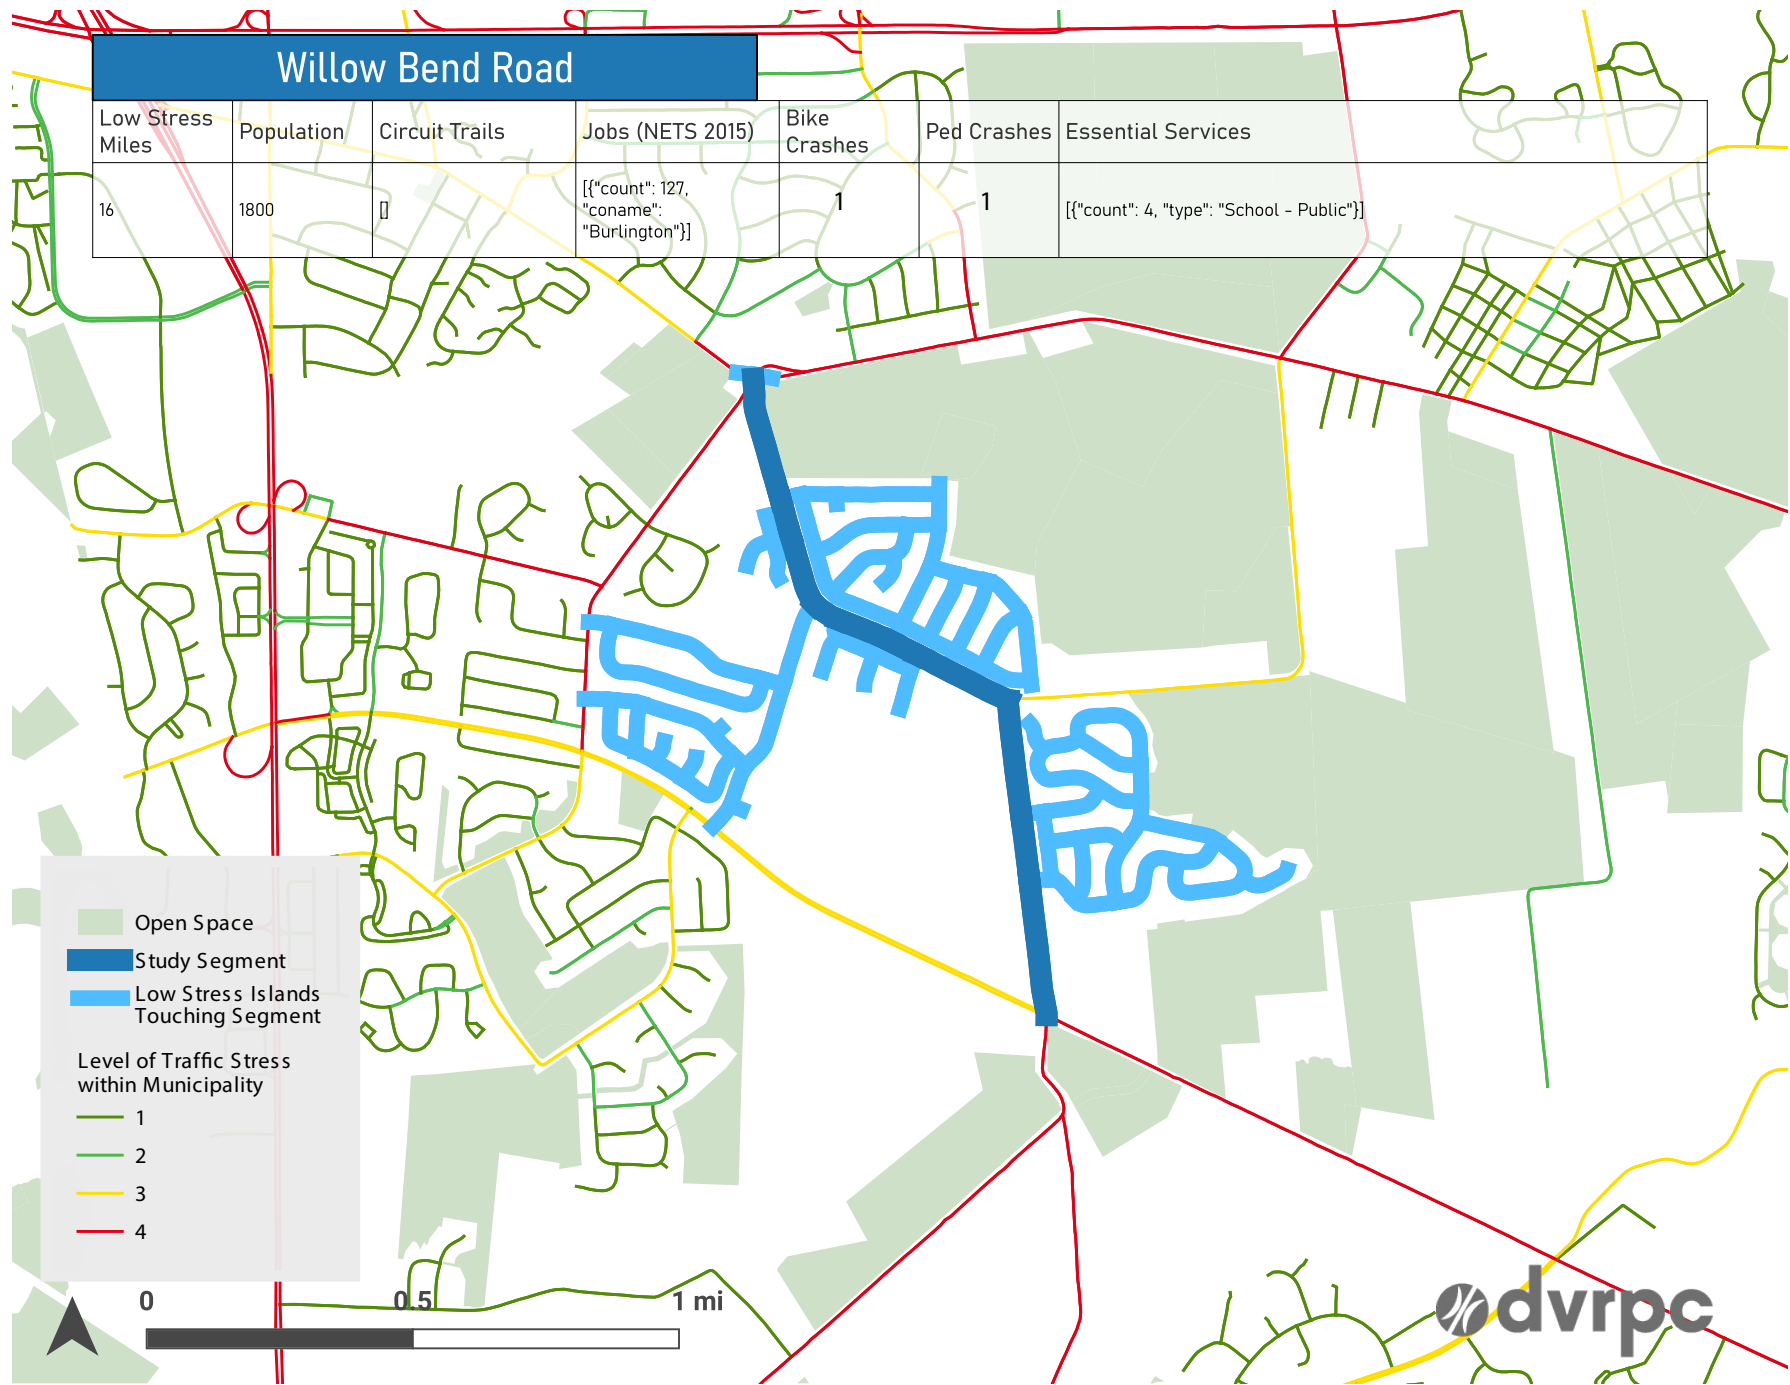 Willow Bend Road
Low Stress
Miles
Population
Circuit Trails
Jobs (NETS 2015)
Bike
Crashes
Ped Crashes
Essential Services
16
1800
[]
[{"count": 127,
"coname":
"Burlington"}]
1
1
[{"count": 4, "type": "School - Public"}]
Open Space
Study Segment
Low Stress Islands
Touching Segment
Level of Traffic Stress
within Municipality
1
2
3
4
0 0.5 1 mi
dvrpc